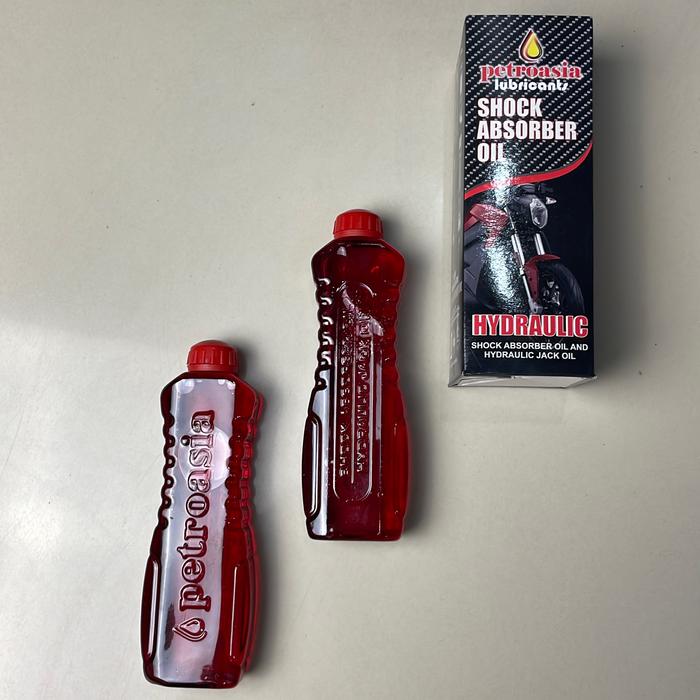 petroasia
lubricants
SHOCK
ABSORBER
OIL
HYDRAULIC
SHOCK ABSORBER OIL AND
HYDRAULIC JACK OIL
petroasia